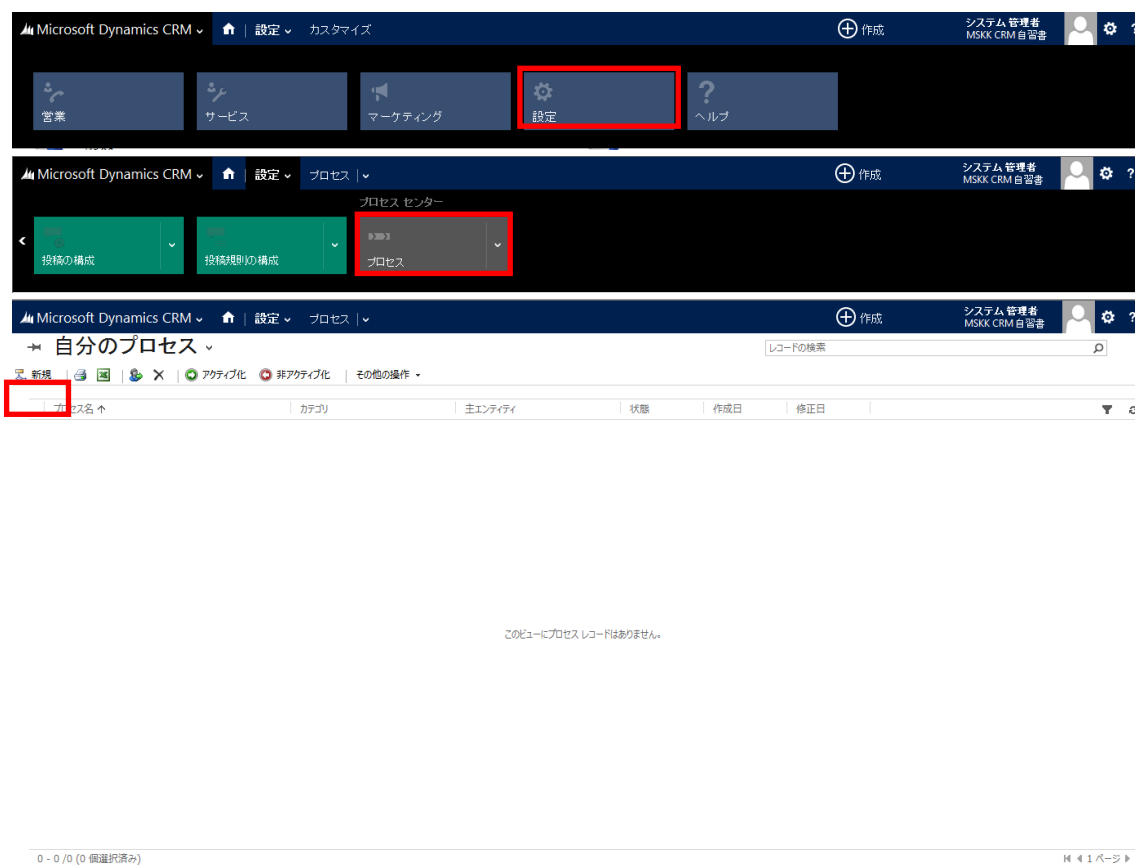 Microsoft Dynamics CRM 設定 カスタマイズ 作成 システム 管理者
MSKK CRM 自習書 ?
営業 サービス マーケティング 設定 ? ヘルプ
Microsoft Dynamics CRM 設定 プロセス | 作成 システム 管理者
MSKK CRM 自習書 ?
プロセス センター
投稿の構成 投稿規則の構成 プロセス
Microsoft Dynamics CRM 設定 プロセス | 作成 システム 管理者
MSKK CRM 自習書 ?
自分のプロセス レコードの検索
新規 アクティブ化 非アクティブ化 その他の操作
プロセス名 カテゴリ 主エンティティ 状態 作成日 修正日
このビューにプロセス レコードはありません。
0 - 0 /0 (0 個選択済み) 1 ページ